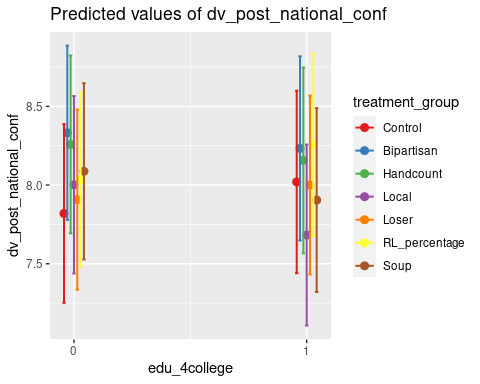 Predicted values of dv_post_national_conf
dv_post_national_conf
8.5
8.0
7.5
0
1
edu_4college
treatment_group
Control
Bipartisan
Handcount
Local
Loser
RL_percentage
Soup